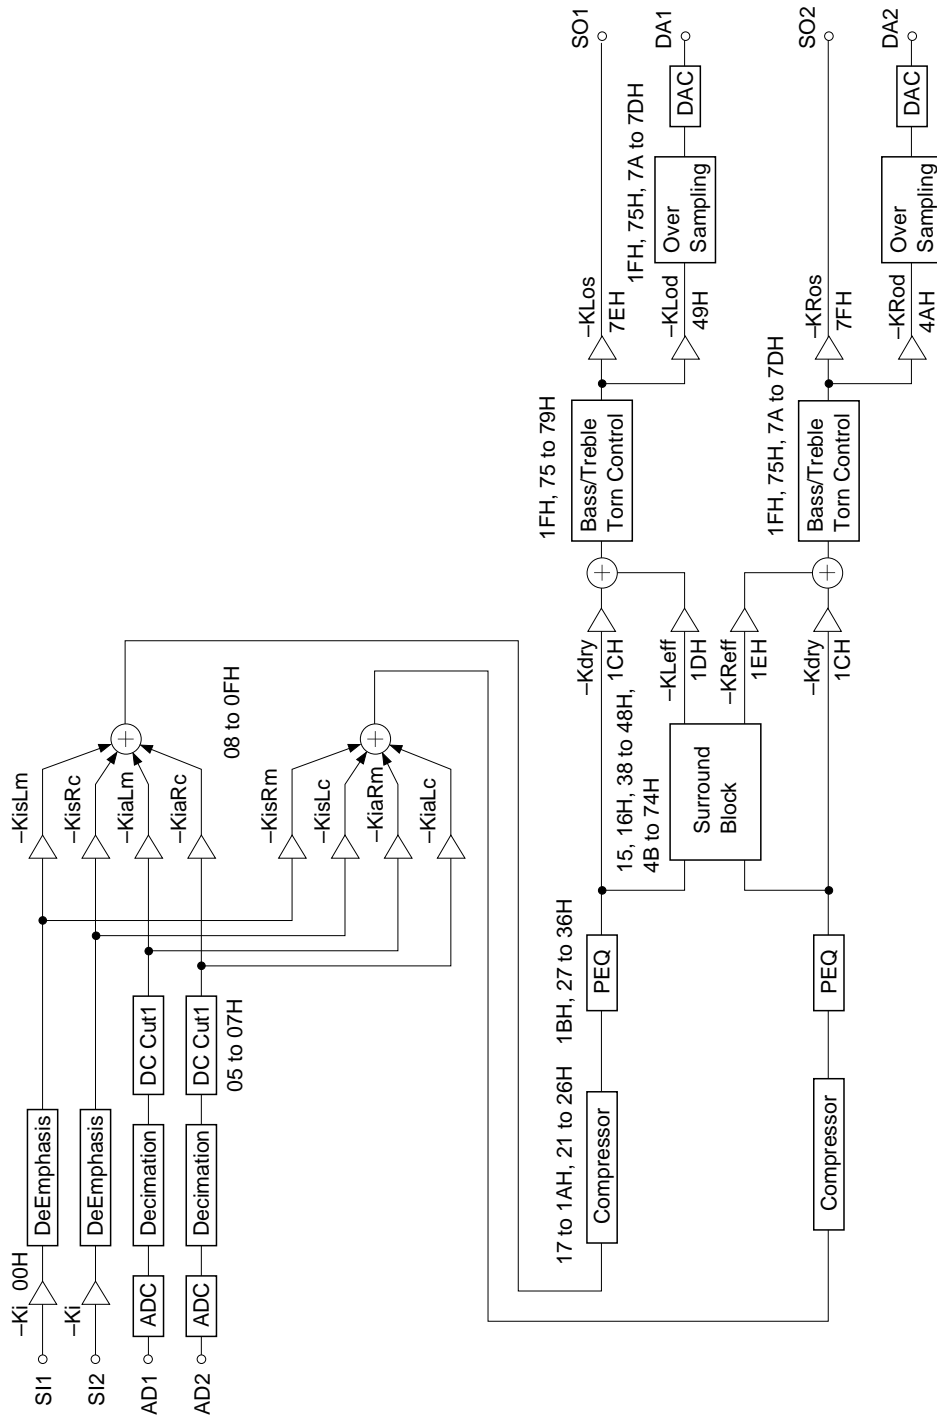 SI1
–Ki
00H
DeEmphasis
–KisLm
SI2
–Ki
DeEmphasis
–KisRc
AD1
ADC
Decimation
DC Cut1
–KiaLm
AD2
ADC
Decimation
DC Cut1
–KiaRc
05 to 07H
08 to 0FH
–KisRm
–KisLc
–KiaRm
–KiaLc
17 to 1AH, 21 to 26H
Compressor
1BH, 27 to 36H
PEQ
15, 16H, 38 to 48H,
4B to 74H
Surround
Block
–Kdry
1CH
–KLeff
1DH
–KReff
1EH
–Kdry
1CH
1FH, 75 to 79H
Bass/Treble
Torn Control
–KLos
7EH
SO1
–KLod
49H
1FH, 75H, 7A to 7DH
Over
Sampling
DAC
DA1
Compressor
PEQ
1FH, 75H, 7A to 7DH
Bass/Treble
Torn Control
–KRos
7FH
SO2
–KRod
4AH
Over
Sampling
DAC
DA2